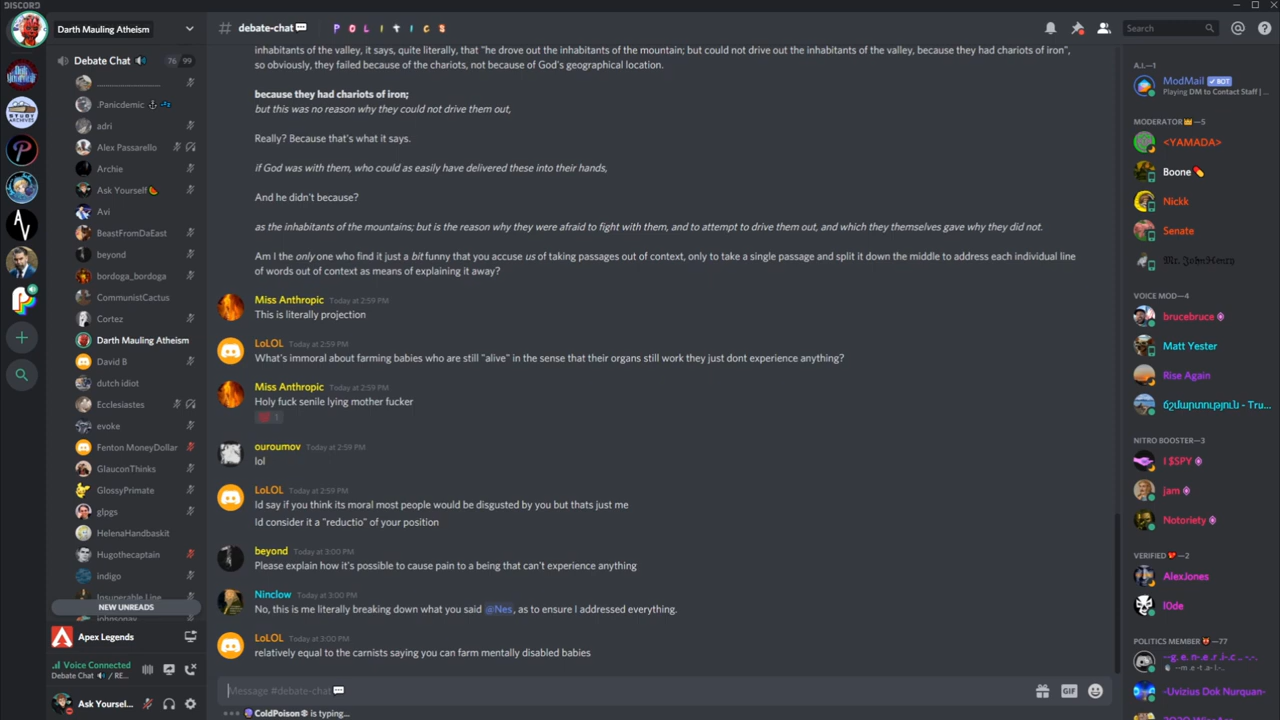 DISCORD
Darth Mauling Atheism
# debate-chat💬
P O L I T I C S
Search
Debate Chat 🔊
76 99
.Panicdemic
adri
Alex Passarello
Archie
Ask Yourself🍉
Avi
BeastFromDaEast
beyond
bordoga_bordoga
CommunistCactus
Cortez
Darth Mauling Atheism
David B
dutch idiot
Ecclesiastes
evoke
Fenton MoneyDollar
GlauconThinks
GlossyPrimate
glpgs
HelenaHandbaskit
Hugothecaptain
indigo
Insuperable Line
NEW UNREADS
johnsonay
Apex Legends
Voice Connected
Debate Chat / RE...
Ask Yoursel...
inhabitants of the valley, it says, quite literally, that "he drove out the inhabitants of the mountain; but could not drive out the inhabitants of the valley, because they had chariots of iron",
so obviously, they failed because of the chariots, not because of God's geographical location.
because they had chariots of iron;
but this was no reason why they could not drive them out,
Really? Because that's what it says.
if God was with them, who could as easily have delivered these into their hands,
And he didn't because?
as the inhabitants of the mountains; but is the reason why they were afraid to fight with them, and to attempt to drive them out, and which they themselves gave why they did not.
Am I the only one who find it just a bit funny that you accuse us of taking passages out of context, only to take a single passage and split it down the middle to address each individual line
of words out of context as means of explaining it away?
Miss Anthropic Today at 2:59 PM
This is literally projection
LoLOL Today at 2:59 PM
What's immoral about farming babies who are still "alive" in the sense that their organs still work they just dont experience anything?
Miss Anthropic Today at 2:59 PM
Holy fuck senile lying mother fucker
1
ouroumov Today at 2:59 PM
lol
LoLOL Today at 2:59 PM
Id say if you think its moral most people would be disgusted by you but thats just me
Id consider it a "reductio" of your position
beyond Today at 3:00 PM
Please explain how it's possible to cause pain to a being that can't experience anything
Ninclow Today at 3:00 PM
No, this is me literally breaking down what you said @Nes, as to ensure I addressed everything.
LoLOL Today at 3:00 PM
relatively equal to the carnists saying you can farm mentally disabled babies
Message #debate-chat💬
GIF
ColdPoison is typing...
A.I.—1
ModMail ✓BOT
Playing DM to Contact Staff |...
MODERATOR👑—5
<YAMADA>
Boone 💊
Nickk
Senate
Mr. JohnHenry
VOICE MOD—4
brucebruce
Matt Yester
Rise Again
ճշմարտություն - Tru...
NITRO BOOSTER—3
I $SPY
jam
Notoriety
VERIFIED—2
AlexJones
l0de
POLITICS MEMBER—77
--g. e. n-.e .r-i-.c .. -.-.
--m.e.t.a.l-.
-Uvizius Dok Nurquan-